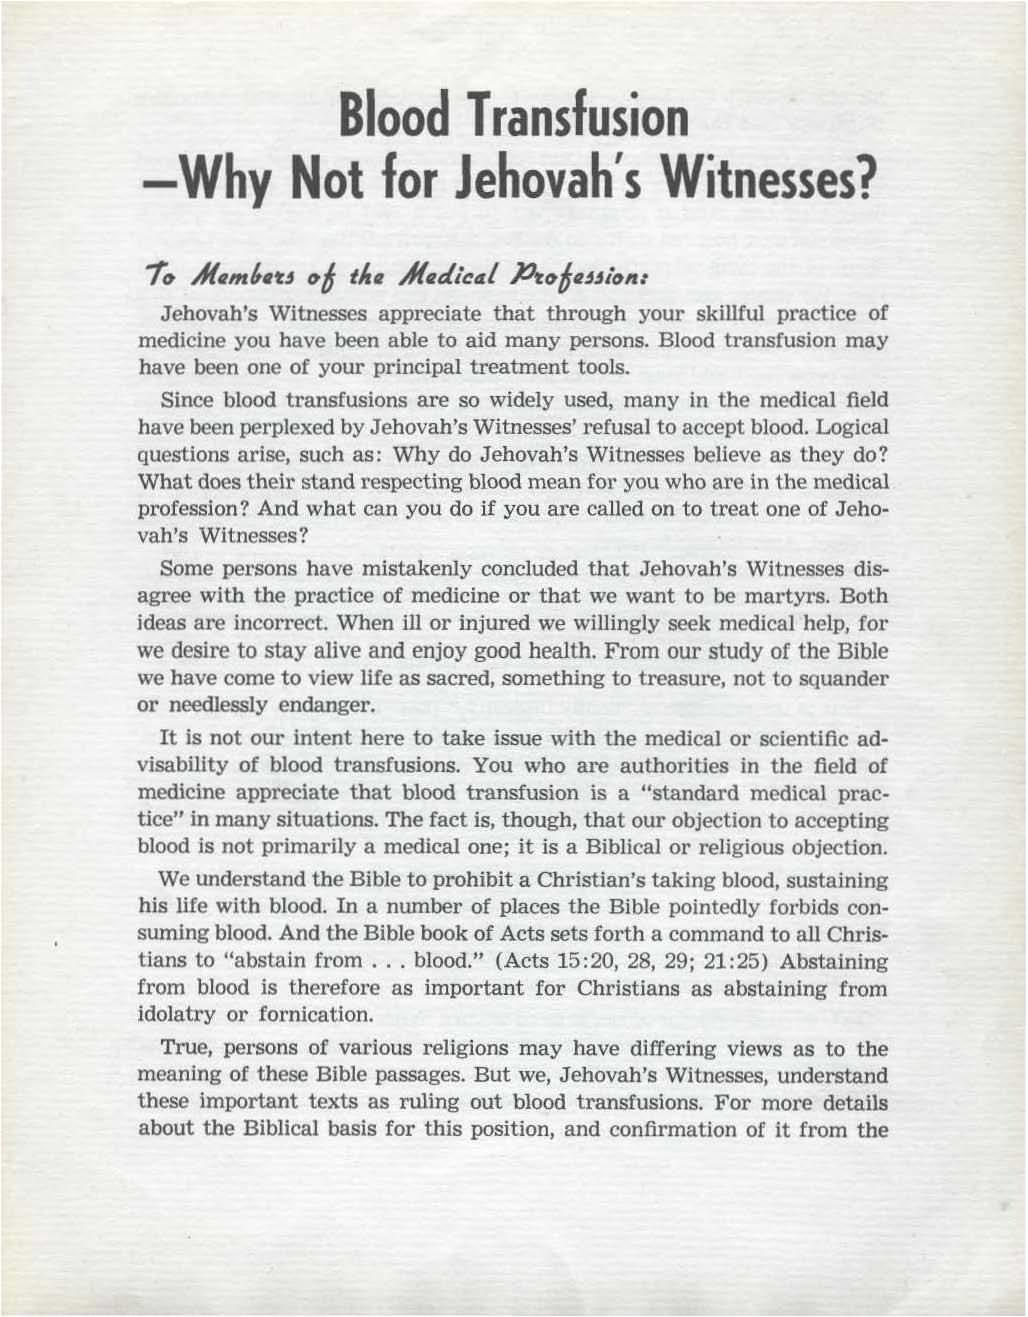 Blood Transfusion
—Why Not for Jehovah's Witnesses?
To Members of the Medical Profession:
Jehovah's Witnesses appreciate that through your skillful practice of
medicine you have been able to aid many persons. Blood transfusion may
have been one of your principal treatment tools.
Since blood transfusions are so widely used, many in the medical field
have been perplexed by Jehovah's Witnesses' refusal to accept blood. Logical
questions arise, such as: Why do Jehovah's Witnesses believe as they do?
What does their stand respecting blood mean for you who are in the medical
profession? And what can you do if you are called on to treat one of Jeho-
vah's Witnesses?
Some persons have mistakenly concluded that Jehovah's Witnesses dis-
agree with the practice of medicine or that we want to be martyrs. Both
ideas are incorrect. When ill or injured we willingly seek medical help, for
we desire to stay alive and enjoy good health. From our study of the Bible
we have come to view life as sacred, something to treasure, not to squander
or needlessly endanger.
It is not our intent here to take issue with the medical or scientific ad-
visability of blood transfusions. You who are authorities in the field of
medicine appreciate that blood transfusion is a "standard medical prac-
tice" in many situations. The fact is, though, that our objection to accepting
blood is not primarily a medical one; it is a Biblical or religious objection.
We understand the Bible to prohibit a Christian's taking blood, sustaining
his life with blood. In a number of places the Bible pointedly forbids con-
suming blood. And the Bible book of Acts sets forth a command to all Chris-
tians to "abstain from . . . blood." (Acts 15:20, 28, 29; 21:25) Abstaining
from blood is therefore as important for Christians as abstaining from
idolatry or fornication.
True, persons of various religions may have differing views as to the
meaning of these Bible passages. But we, Jehovah's Witnesses, understand
these important texts as ruling out blood transfusions. For more details
about the Biblical basis for this position, and confirmation of it from the